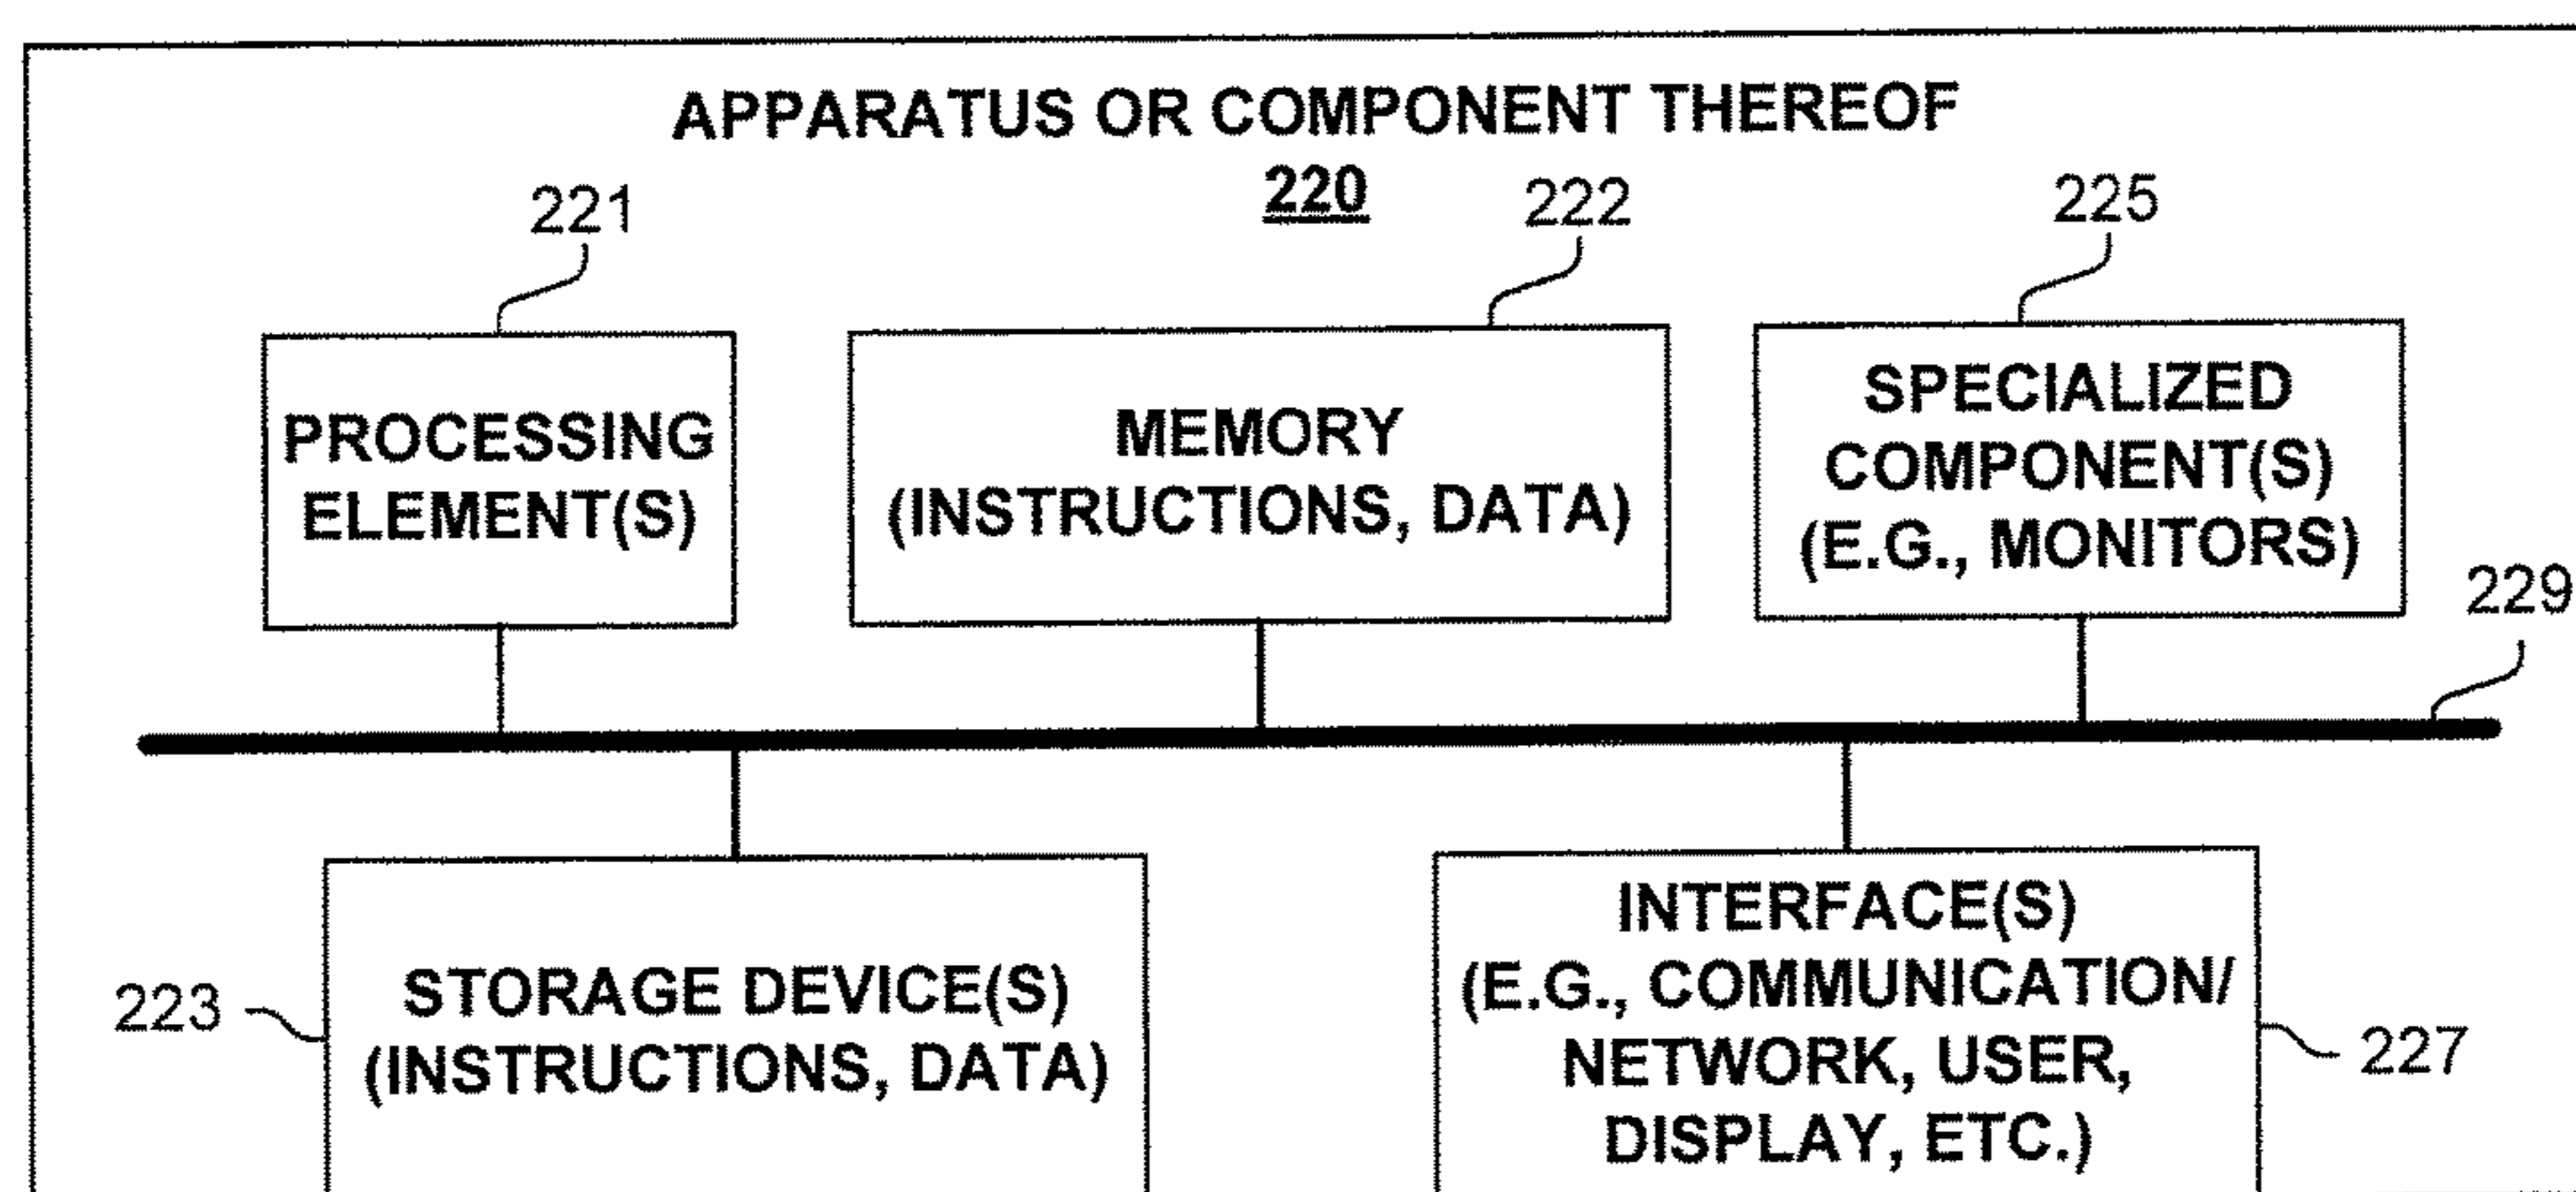 APPARATUS OR COMPONENT THEREOF
220
221
222
225
PROCESSING
ELEMENT(S)
MEMORY
(INSTRUCTIONS, DATA)
SPECIALIZED
COMPONENT(S)
(E.G., MONITORS)
229
223
STORAGE DEVICE(S)
(INSTRUCTIONS, DATA)
INTERFACE(S)
(E.G., COMMUNICATION/
NETWORK, USER,
DISPLAY, ETC.)
227